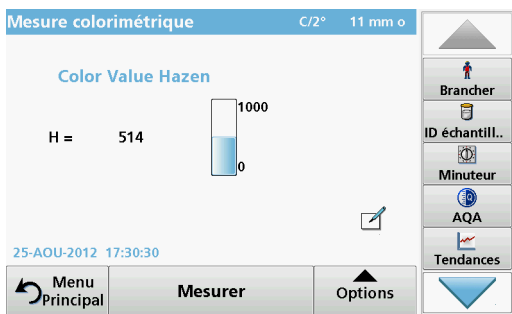 Mesure colorimétrique C/2° 11 mm o
Color Value Hazen
1000
H = 514
0
25-AOU-2012 17:30:30
Menu Principal
Mesurer
Options
Brancher
ID échantill..
Minuteur
AQA
Tendances